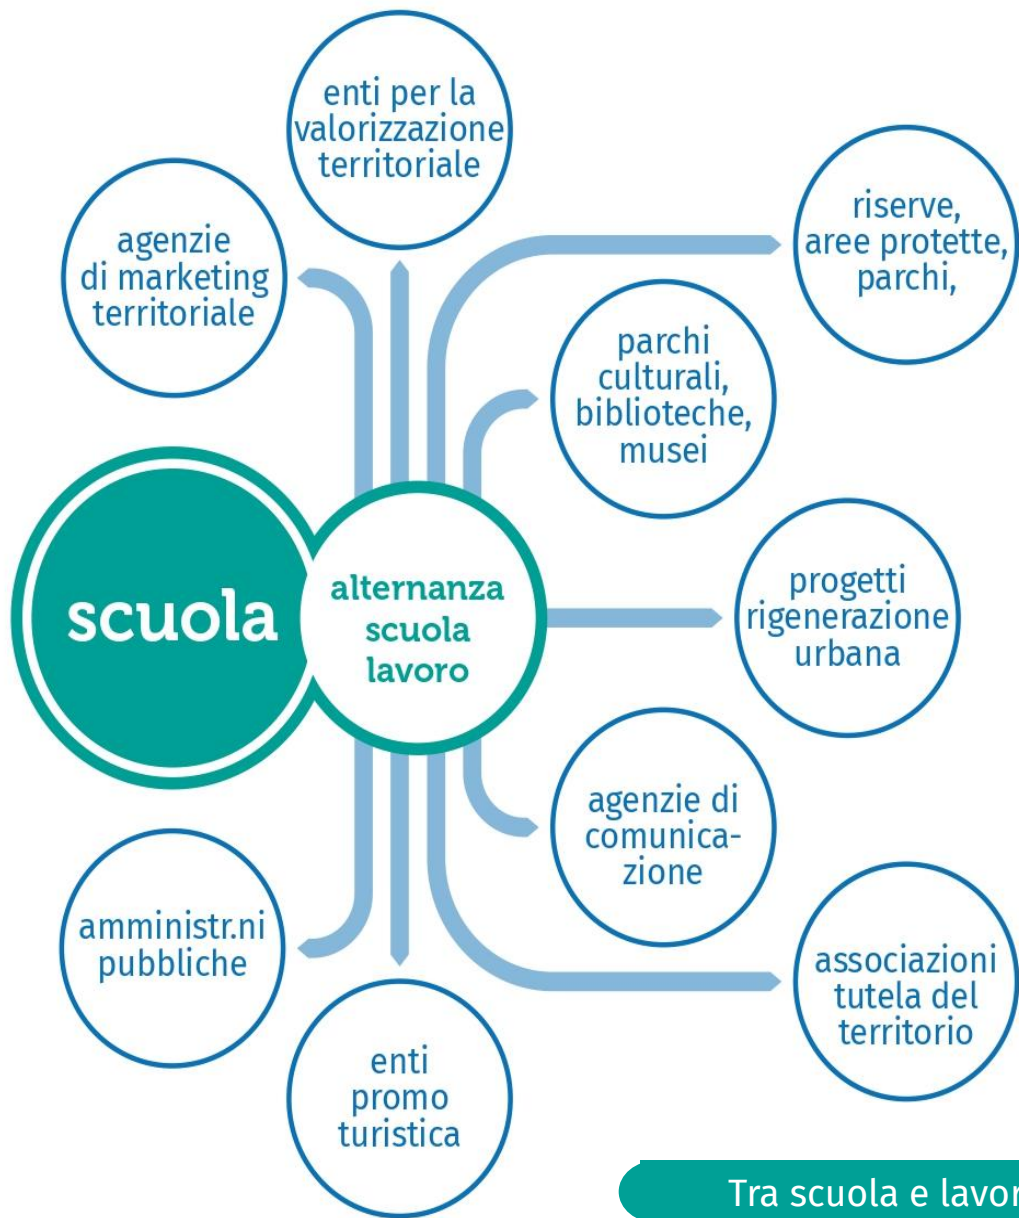 enti per la
valorizzazione
territoriale
agenzie
di marketing
territoriale
riserve,
aree protette,
parchi,
parchi
culturali,
biblioteche,
musei
scuola
alternanza
scuola
lavoro
progetti
rigenerazione
urbana
agenzie di
comunica-
zione
amministr.ni
pubbliche
associazioni
tutela del
territorio
enti
promo
turistica
Tra scuola e lavor